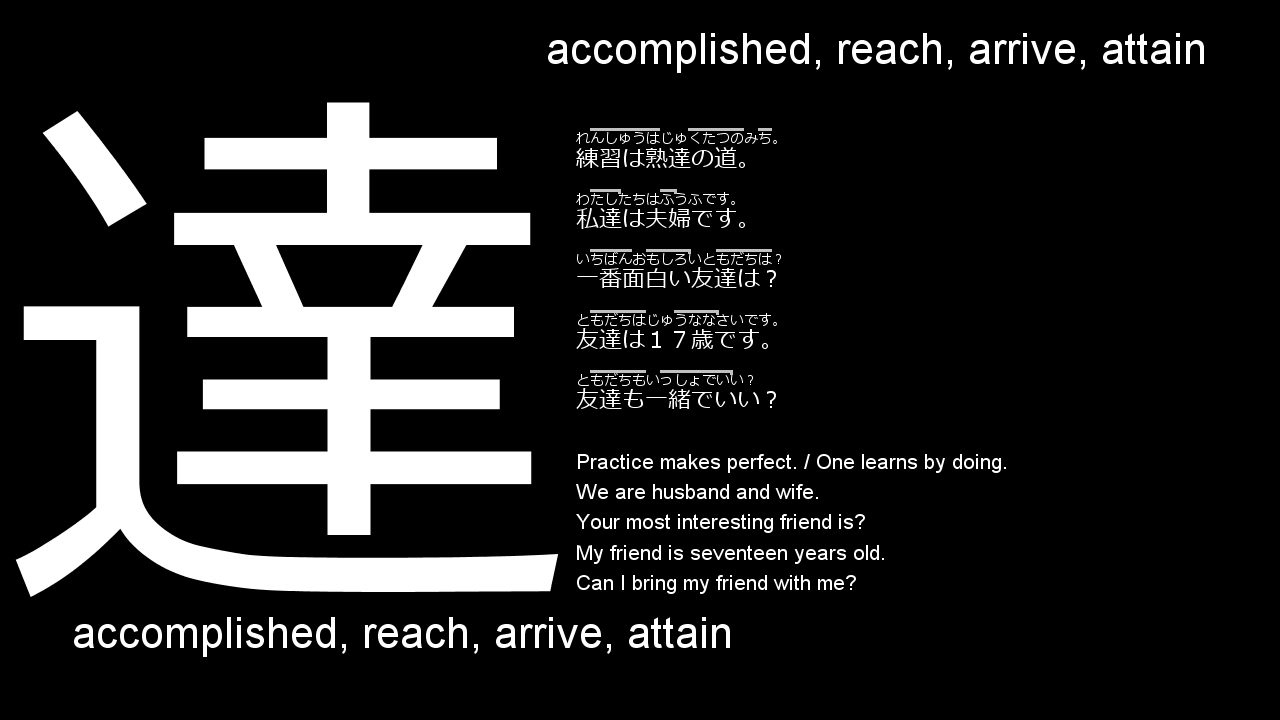 accomplished, reach, arrive, attain
達
れんしゅうはじゅくたつのみち。
練習は熟達の道。
わたしたちはふうふです。
私達は夫婦です。
いちばんおもしろいともだちは？
一番面白い友達は？
ともだちはじゅうななさいです。
友達は１７歳です。
ともだちもいっしょでいい？
友達も一緒でいい？
Practice makes perfect. / One learns by doing.
We are husband and wife.
Your most interesting friend is?
My friend is seventeen years old.
Can I bring my friend with me?
accomplished, reach, arrive, attain